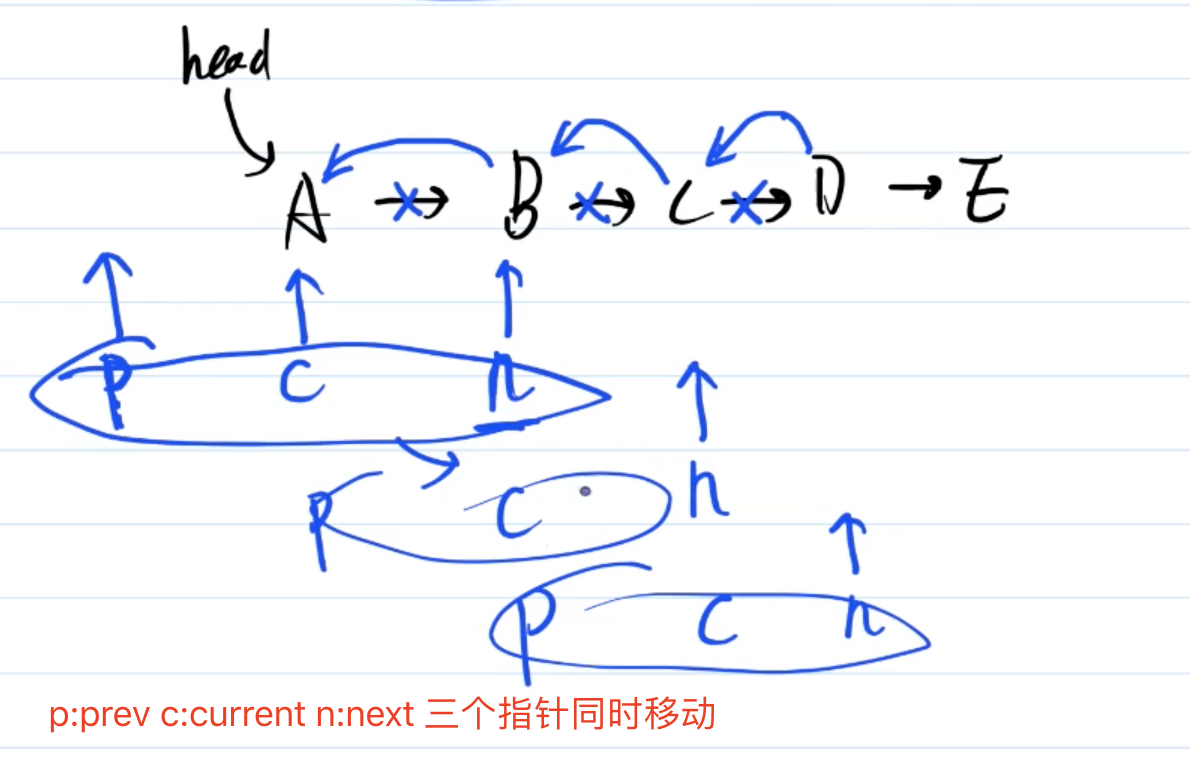 head
A → B → C → D → E
p c n
p c n
p c n
p:prev c:current n:next 三个指针同时移动